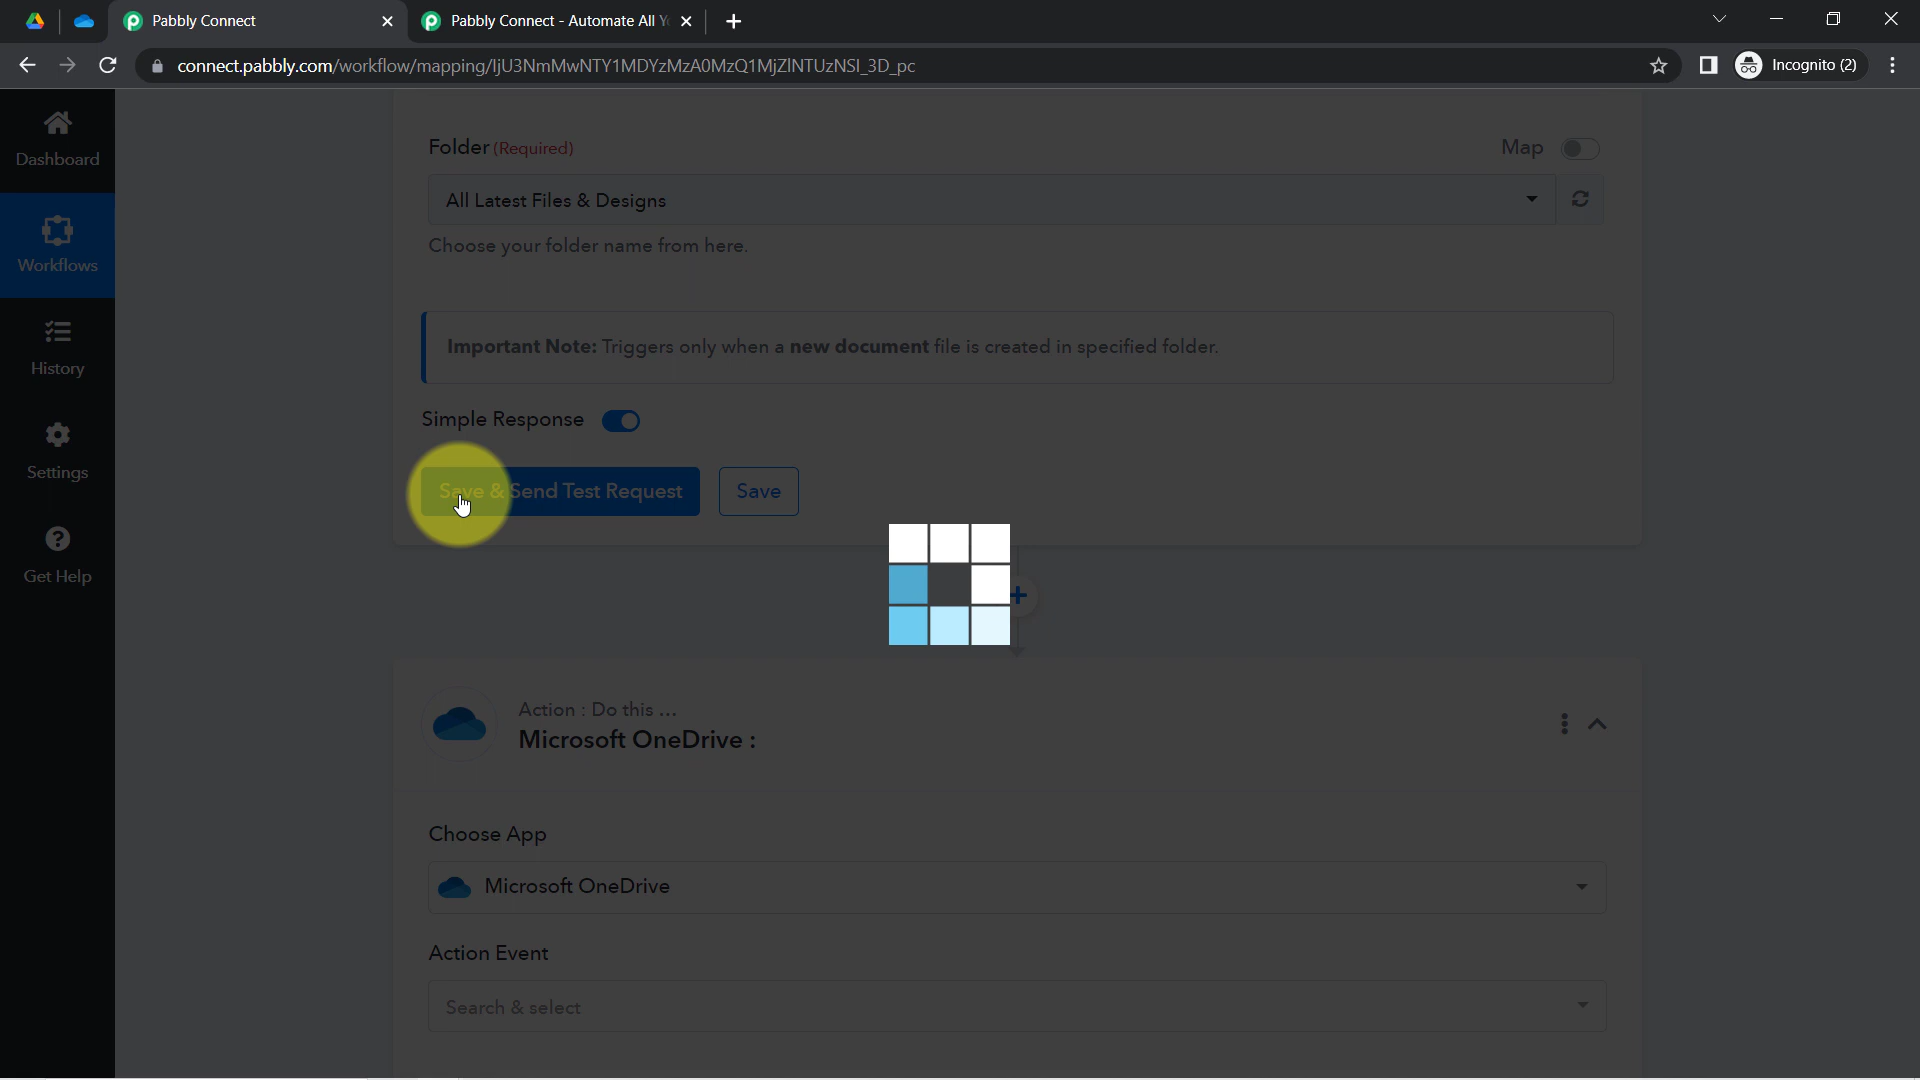 Pabbly Connect
Pabbly Connect - Automate All Y
connect.pabbly.com/workflow/mapping/IjU3NmMwNTY1MDYzMzA0MzQ1MjZlNTUzNSI_3D_pc
Incognito (2)
Dashboard
Workflows
History
Settings
Get Help
Folder (Required)
Map
All Latest Files & Designs
Choose your folder name from here.
Important Note: Triggers only when a new document file is created in specified folder.
Simple Response
Save & Send Test Request
Save
Action : Do this ...
Microsoft OneDrive :
Choose App
Microsoft OneDrive
Action Event
Search & select